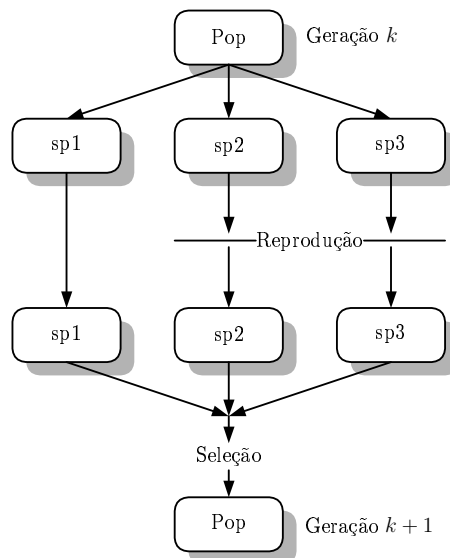 Pop
Geração k
sp1
sp2
sp3
Reprodução
sp1
sp2
sp3
Seleção
Pop
Geração k + 1